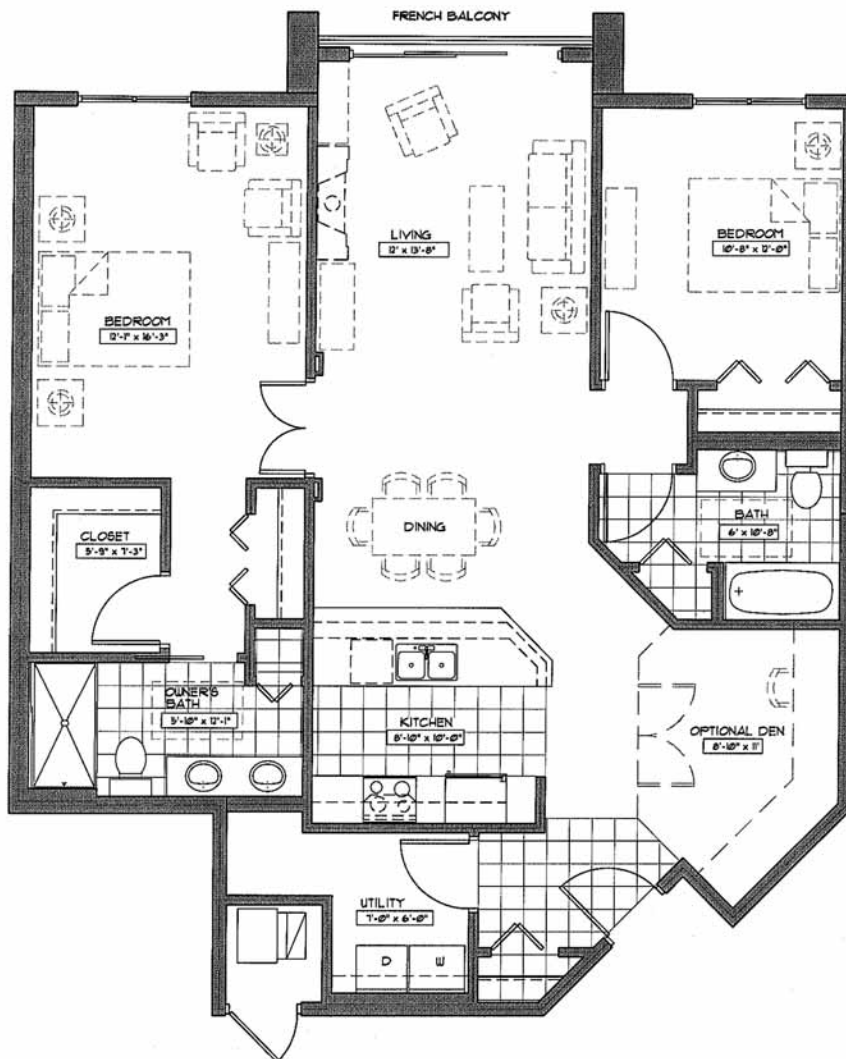 FRENCH BALCONY
LIVING
12' x 13'-8"
BEDROOM
10'-8" x 12'-0"
BEDROOM
12'-1" x 16'-3"
CLOSET
5'-9" x 7'-3"
DINING
BATH
6' x 10'-8"
OWNER'S
BATH
5'-10" x 12'-1"
KITCHEN
8'-10" x 10'-0"
OPTIONAL DEN
8'-10" x 11'
UTILITY
7'-0" x 6'-0"
D
W